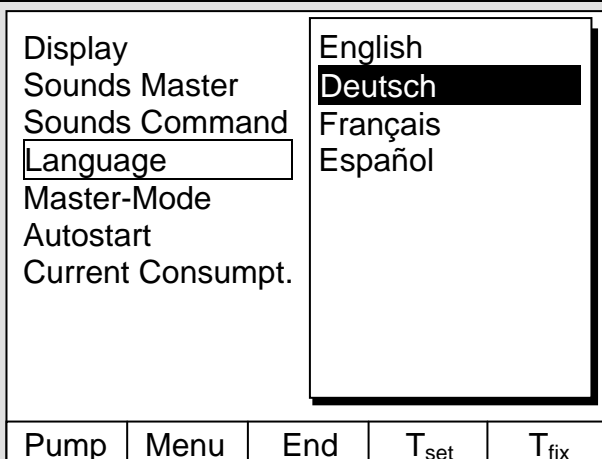 Display
Sounds Master
Sounds Command
Language
Master-Mode
Autostart
Current Consumpt.
English
Deutsch
Français
Español
Pump Menu End Tset Tfix